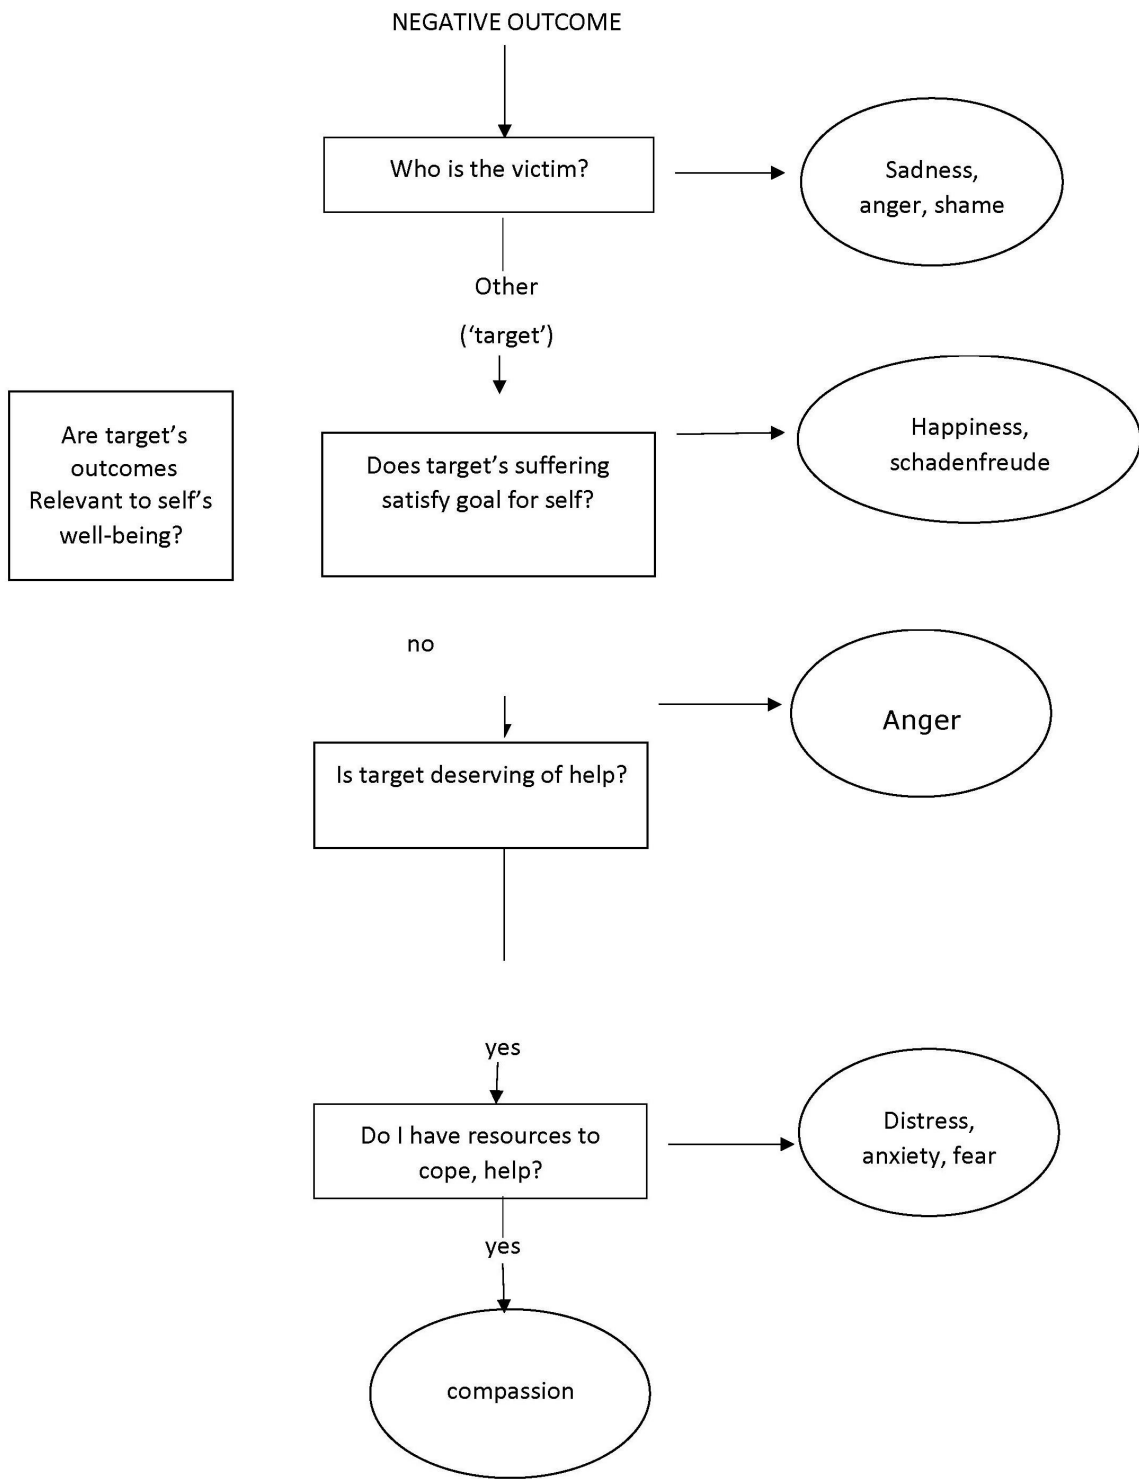 NEGATIVE OUTCOME
Who is the victim?
Sadness,
anger, shame
Other
(‘target’)
Are target’s
outcomes
Relevant to self’s
well-being?
Does target’s suffering
satisfy goal for self?
Happiness,
schadenfreude
no
Anger
Is target deserving of help?
yes
Do I have resources to
cope, help?
Distress,
anxiety, fear
yes
compassion